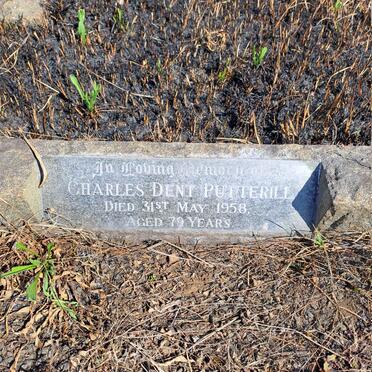 In Loving Memory of
CHARLES DENT PUTTERILL
DIED 31ST MAY 1958,
AGED 79 YEARS